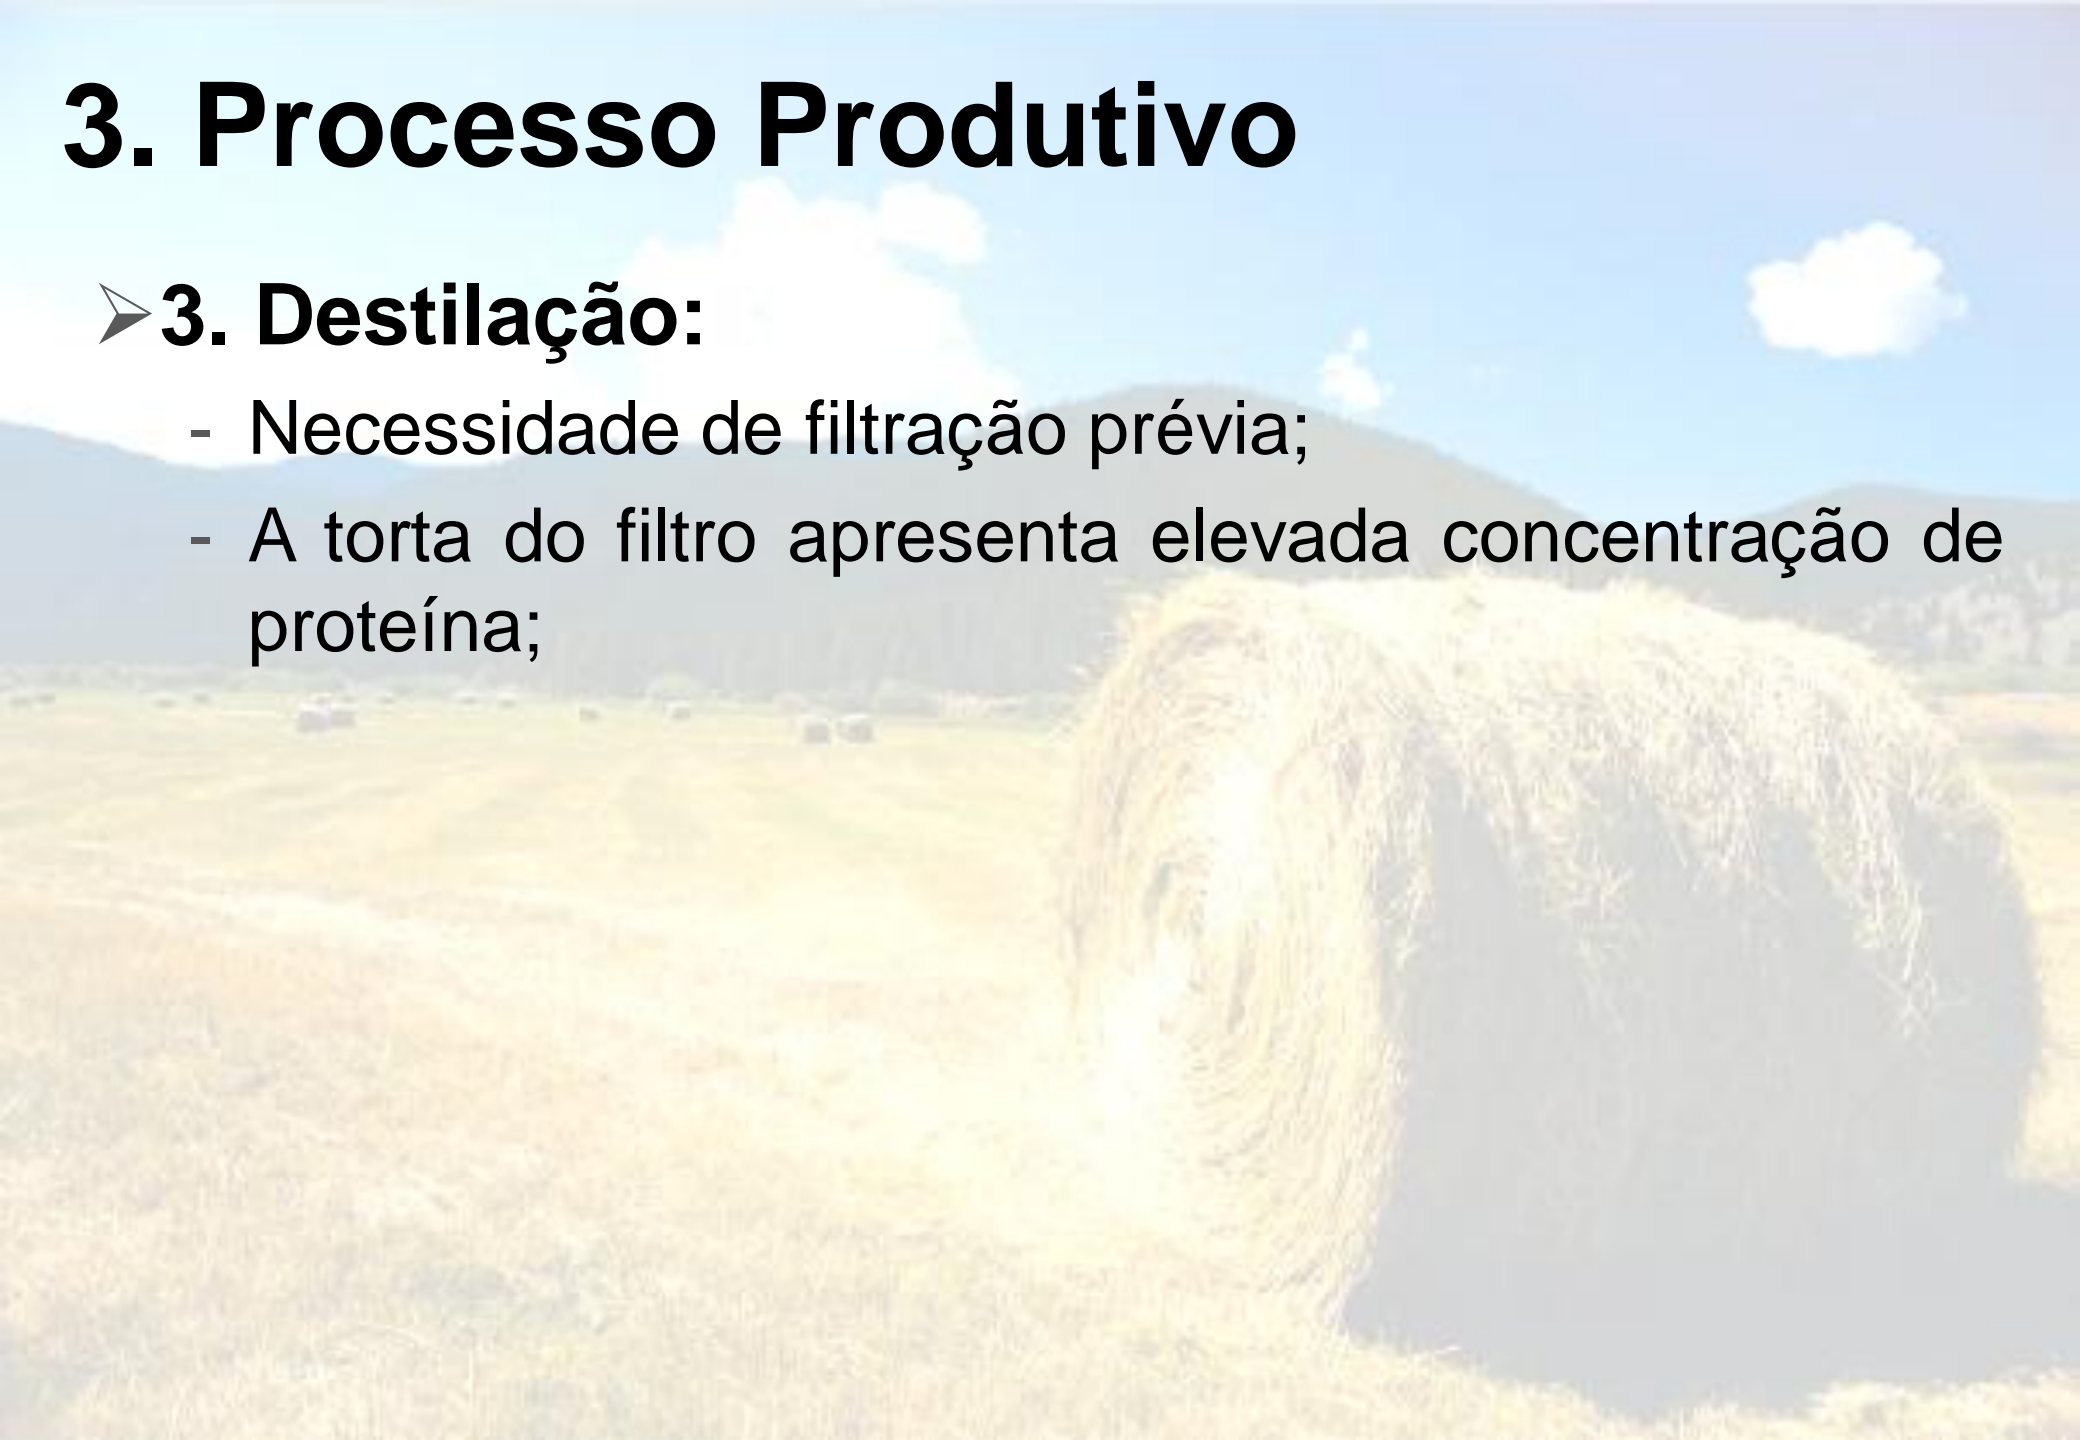 3. Processo Produtivo
➢3. Destilação:
- Necessidade de filtração prévia;
- A torta do filtro apresenta elevada concentração de
proteína;